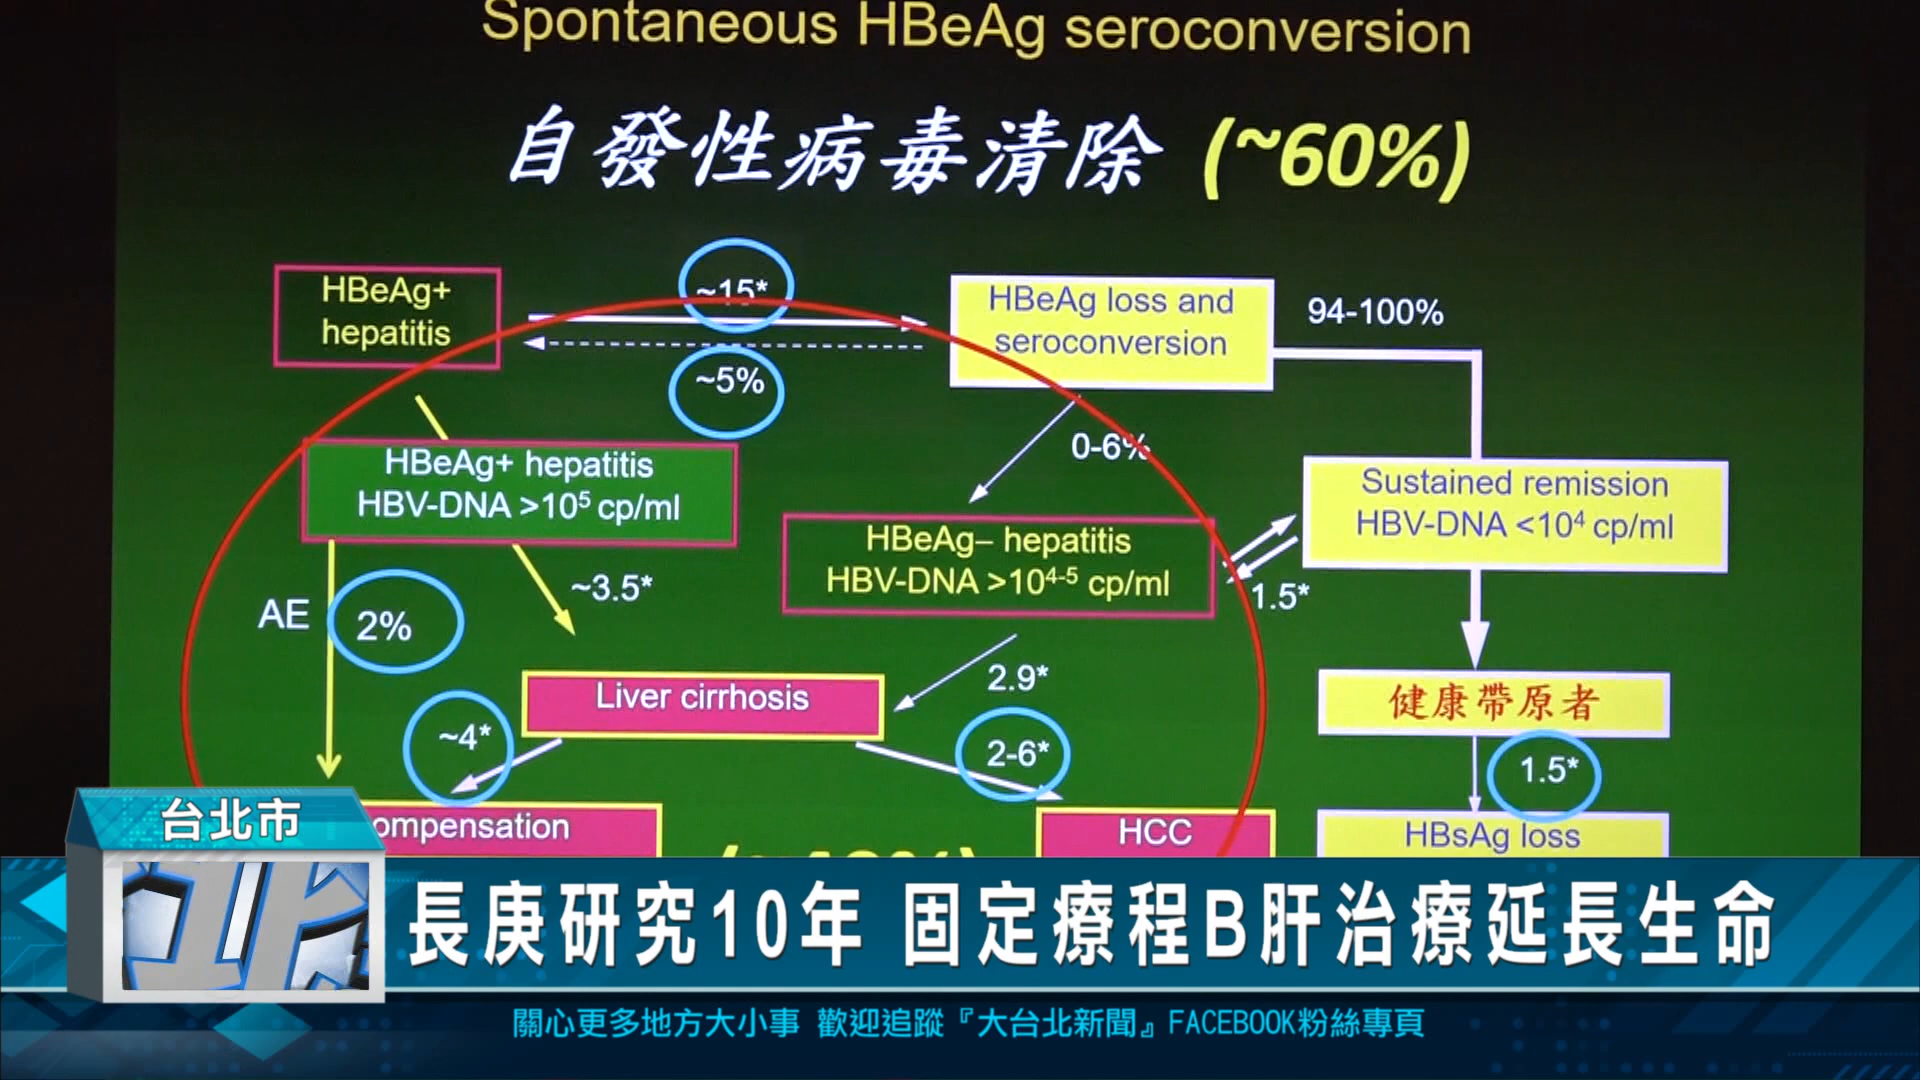 Spontaneous HBeAg seroconversion
自發性病毒清除 (~60%)
HBeAg+
hepatitis
~15*
~5%
HBeAg loss and
seroconversion
94-100%
HBeAg+ hepatitis
HBV-DNA >10⁵ cp/ml
0-6%
HBeAg– hepatitis
HBV-DNA >10⁴⁻⁵ cp/ml
Sustained remission
HBV-DNA <10⁴ cp/ml
1.5*
AE
2%
~3.5*
Liver cirrhosis
2.9*
~4*
2-6*
健康帶原者
1.5*
ompensation
HCC
HBsAg loss
台北市
長庚研究10年 固定療程B肝治療延長生命
關心更多地方大小事 歡迎追蹤『大台北新聞』FACEBOOK粉絲專頁